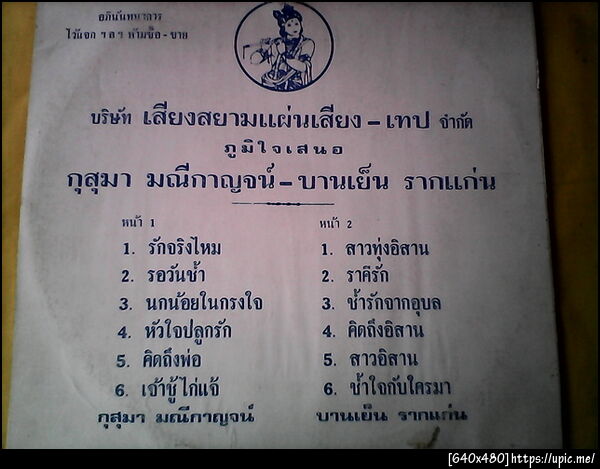 อภินันทนาการ
ไว้แจก ฯลฯ ห้ามซื้อ - ขาย
บริษัท เสียงสยามแผ่นเสียง – เทป จำกัด
ภูมิใจเสนอ
กุสุมา มณีกาญจน์ – บานเย็น รากแก่น
หน้า 1
1. รักจริงไหม
2. รอวันช้ำ
3. นกน้อยในกรงใจ
4. หัวใจปลูกรัก
5. คิดถึงพ่อ
6. เจ้าชู้ไก่แจ้
กุสุมา มณีกาญจน์
หน้า 2
1. สาวทุ่งอิสาน
2. ราคีรัก
3. ช้ำรักจากอุบล
4. คิดถึงอิสาน
5. สาวอิสาน
6. ช้ำใจกับใครมา
บานเย็น รากแก่น
[640x480]https://upic.me/